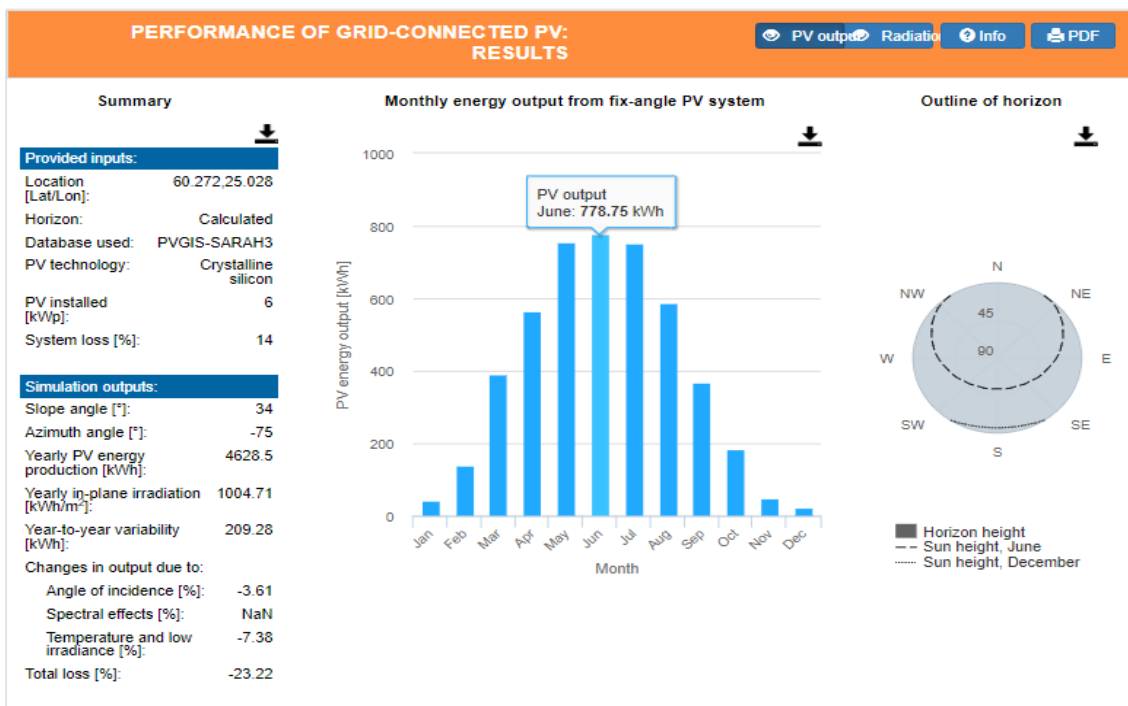 PERFORMANCE OF GRID-CONNECTED PV:
RESULTS
PV output
Radiation
Info
PDF
Summary
Provided inputs:
Location
[Lat/Lon]:
60.272,25.028
Horizon:
Calculated
Database used:
PVGIS-SARAH3
PV technology:
Crystalline
silicon
PV installed
[kWp]:
6
System loss [%]:
14
Simulation outputs:
Slope angle [°]:
34
Azimuth angle [°]:
-75
Yearly PV energy
production [kWh]:
4628.5
Yearly in-plane irradiation
[kWh/m²]:
1004.71
Year-to-year variability
[kWh]:
209.28
Changes in output due to:
Angle of incidence [%]:
-3.61
Spectral effects [%]:
NaN
Temperature and low
irradiance [%]:
-7.38
Total loss [%]:
-23.22
Monthly energy output from fix-angle PV system
PV energy output [kWh]
1000
800
600
400
200
0
PV output
June: 778.75 kWh
Jan
Feb
Mar
Apr
May
Jun
Jul
Aug
Sep
Oct
Nov
Dec
Month
Outline of horizon
N
NW
NE
45
W
90
E
SW
SE
S
Horizon height
Sun height, June
Sun height, December